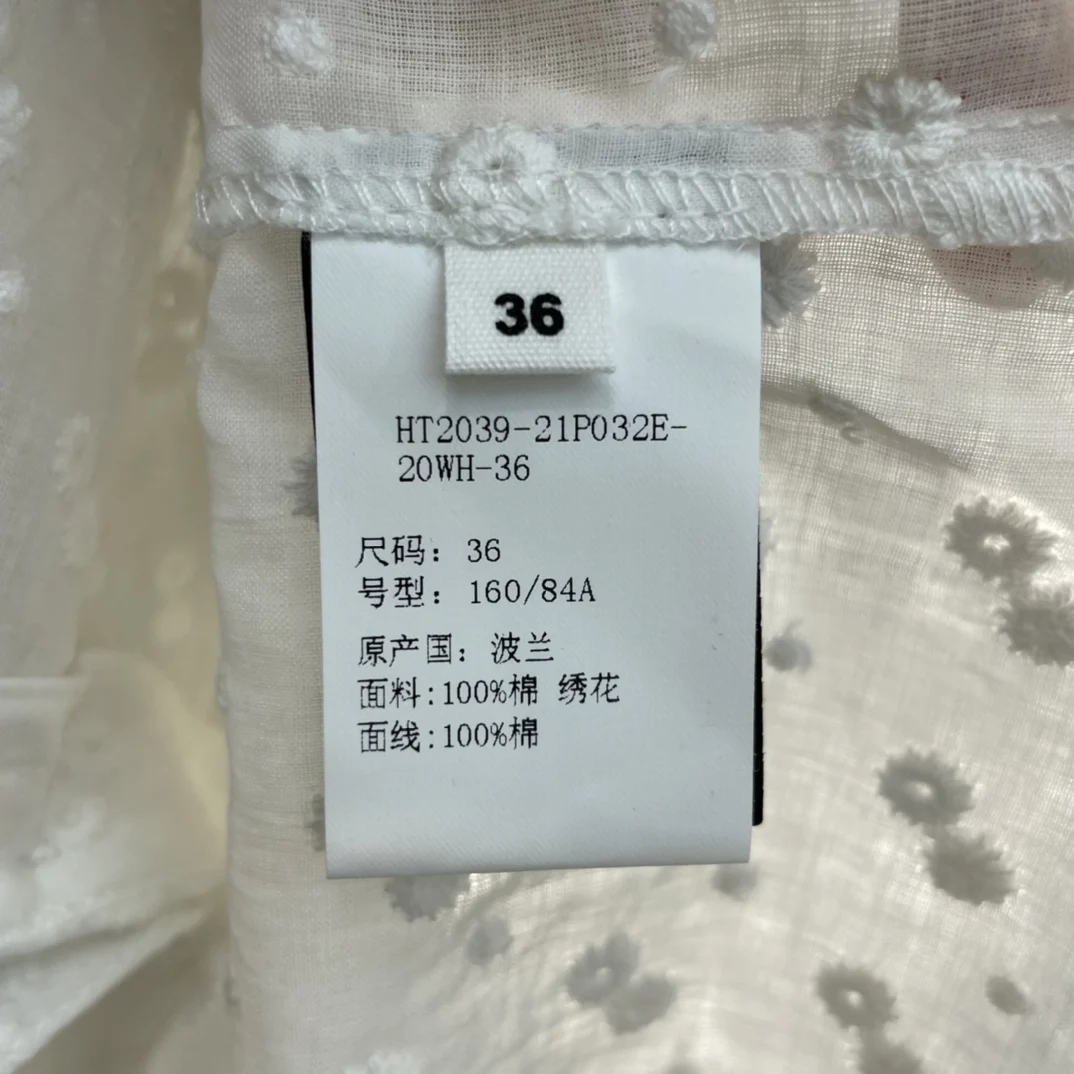 36
HT2039-21P032E-
20WH-36
尺码：36
号型：160/84A
原产国：波兰
面料:100%棉 绣花
面线:100%棉